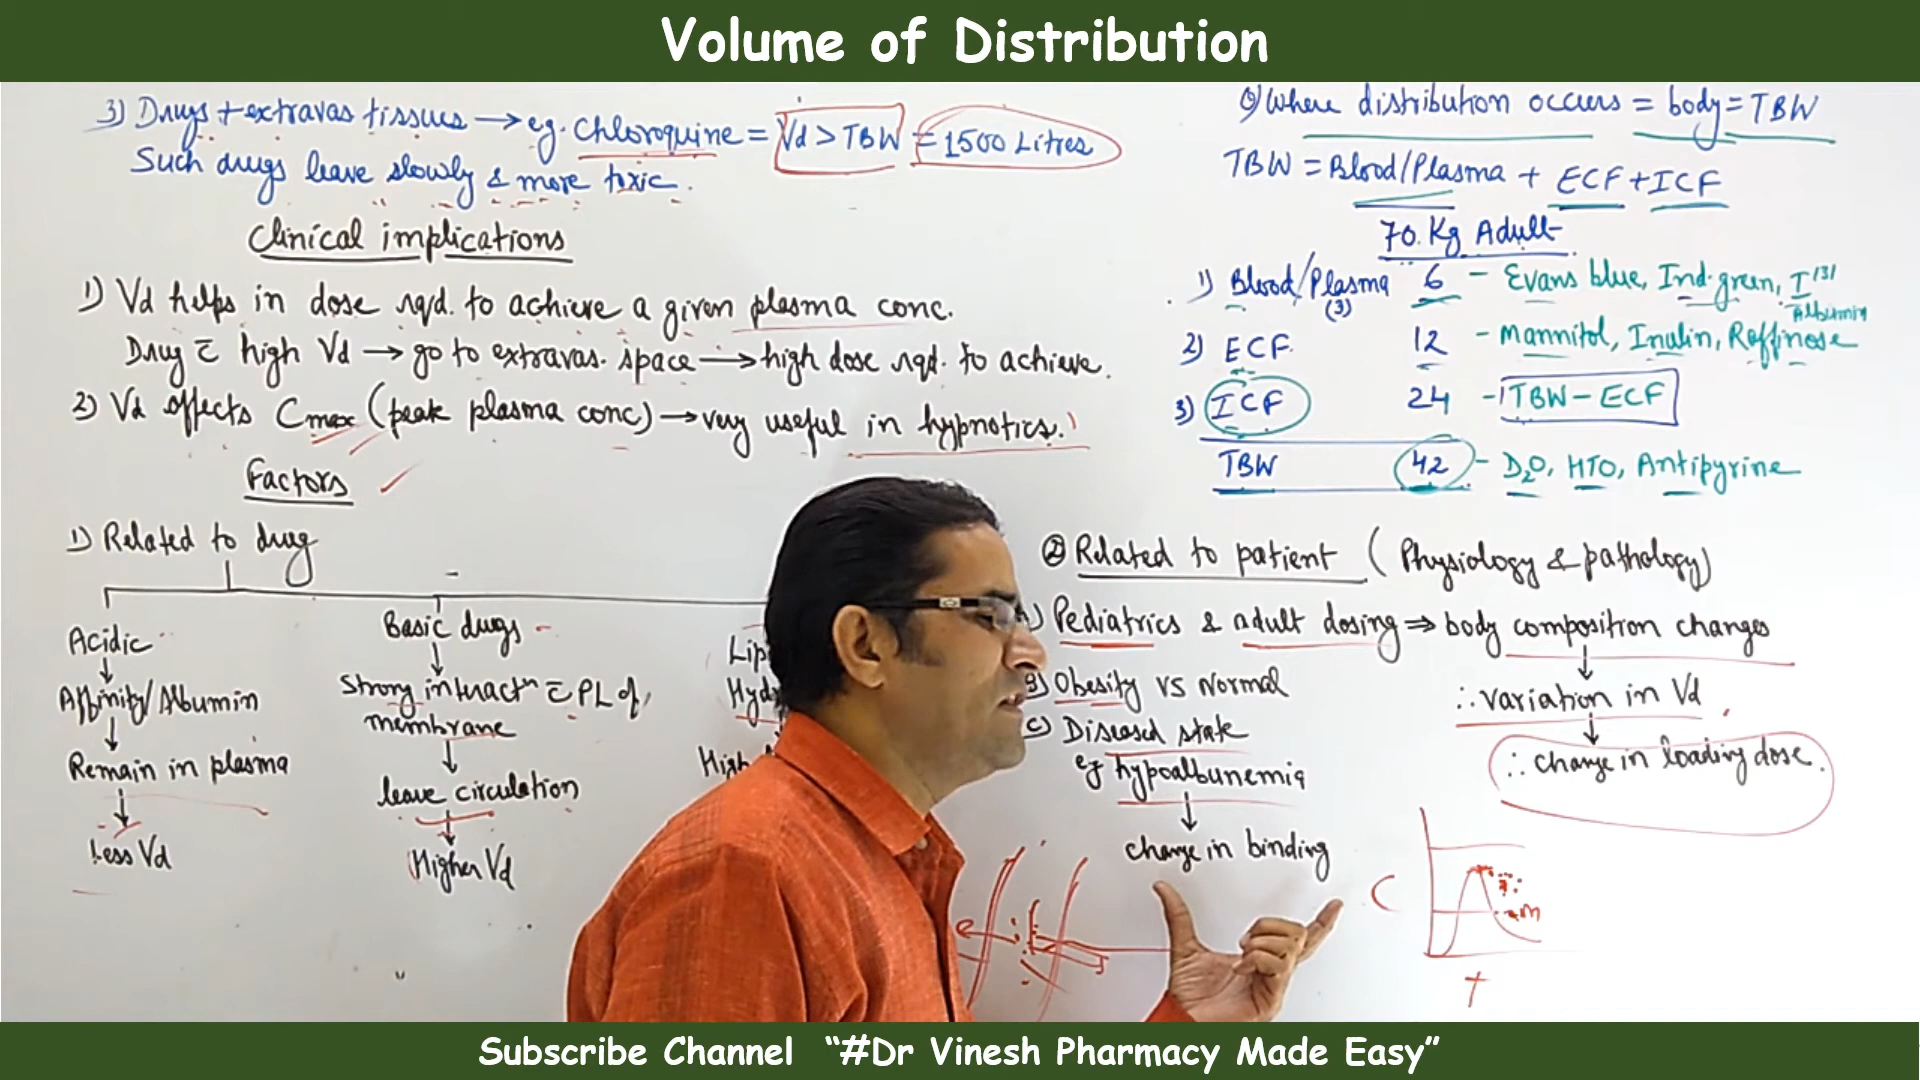 Volume of Distribution
3) Drugs + extravas tissues → eg. Chloroquine = Vd > TBW = 1500 Litres
Such drugs leave slowly & more toxic.
Clinical implications
1) Vd helps in dose rqd. to achieve a given plasma conc.
Drug c̄ high Vd → go to extravas. space → high dose rqd. to achieve.
2) Vd affects Cmax (peak plasma conc) → very useful in hypnotics.
Factors
1) Related to drug
Acidic
↓
Affinity/Albumin
↓
Remain in plasma
↓
Less Vd
Basic drugs
↓
Strong interactn c̄ PL of
membrane
↓
leave circulation
↓
Higher Vd
Lip
Hyd
High
Where distribution occurs = body = TBW
TBW = Blood/Plasma + ECF + ICF
70 Kg Adult
1) Blood/Plasma 6 - Evans blue, Ind. green, I131
(3) Albumin
2) ECF 12 - Mannitol, Inulin, Raffinose
3) ICF 24 - TBW - ECF
TBW 42 - D2O, HTO, Antipyrine
② Related to patient (Physiology & pathology)
) Pediatrics & adult dosing ⇒ body composition changes
↓
∴ variation in Vd
↓
∴ change in loading dose.
B) Obesity vs Normal
C) Diseased state
eg hypoalbunemia
↓
change in binding
C
m
T
Subscribe Channel "#Dr Vinesh Pharmacy Made Easy"